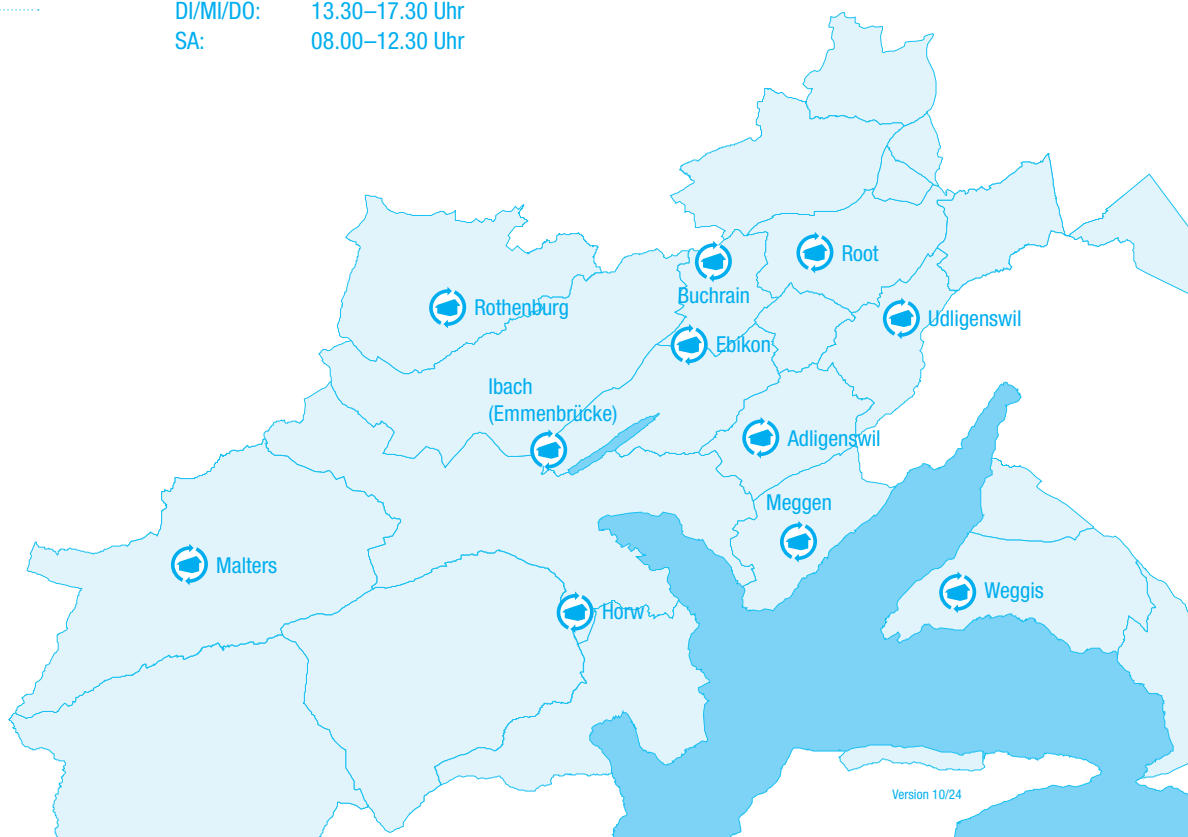 DI/MI/DO: 13.30–17.30 Uhr
SA: 08.00–12.30 Uhr
Root
Buchrain
Rothenburg
Udligenswil
Ebikon
Ibach
(Emmenbrücke)
Adligenswil
Meggen
Malters
Weggis
Horw
Version 10/24